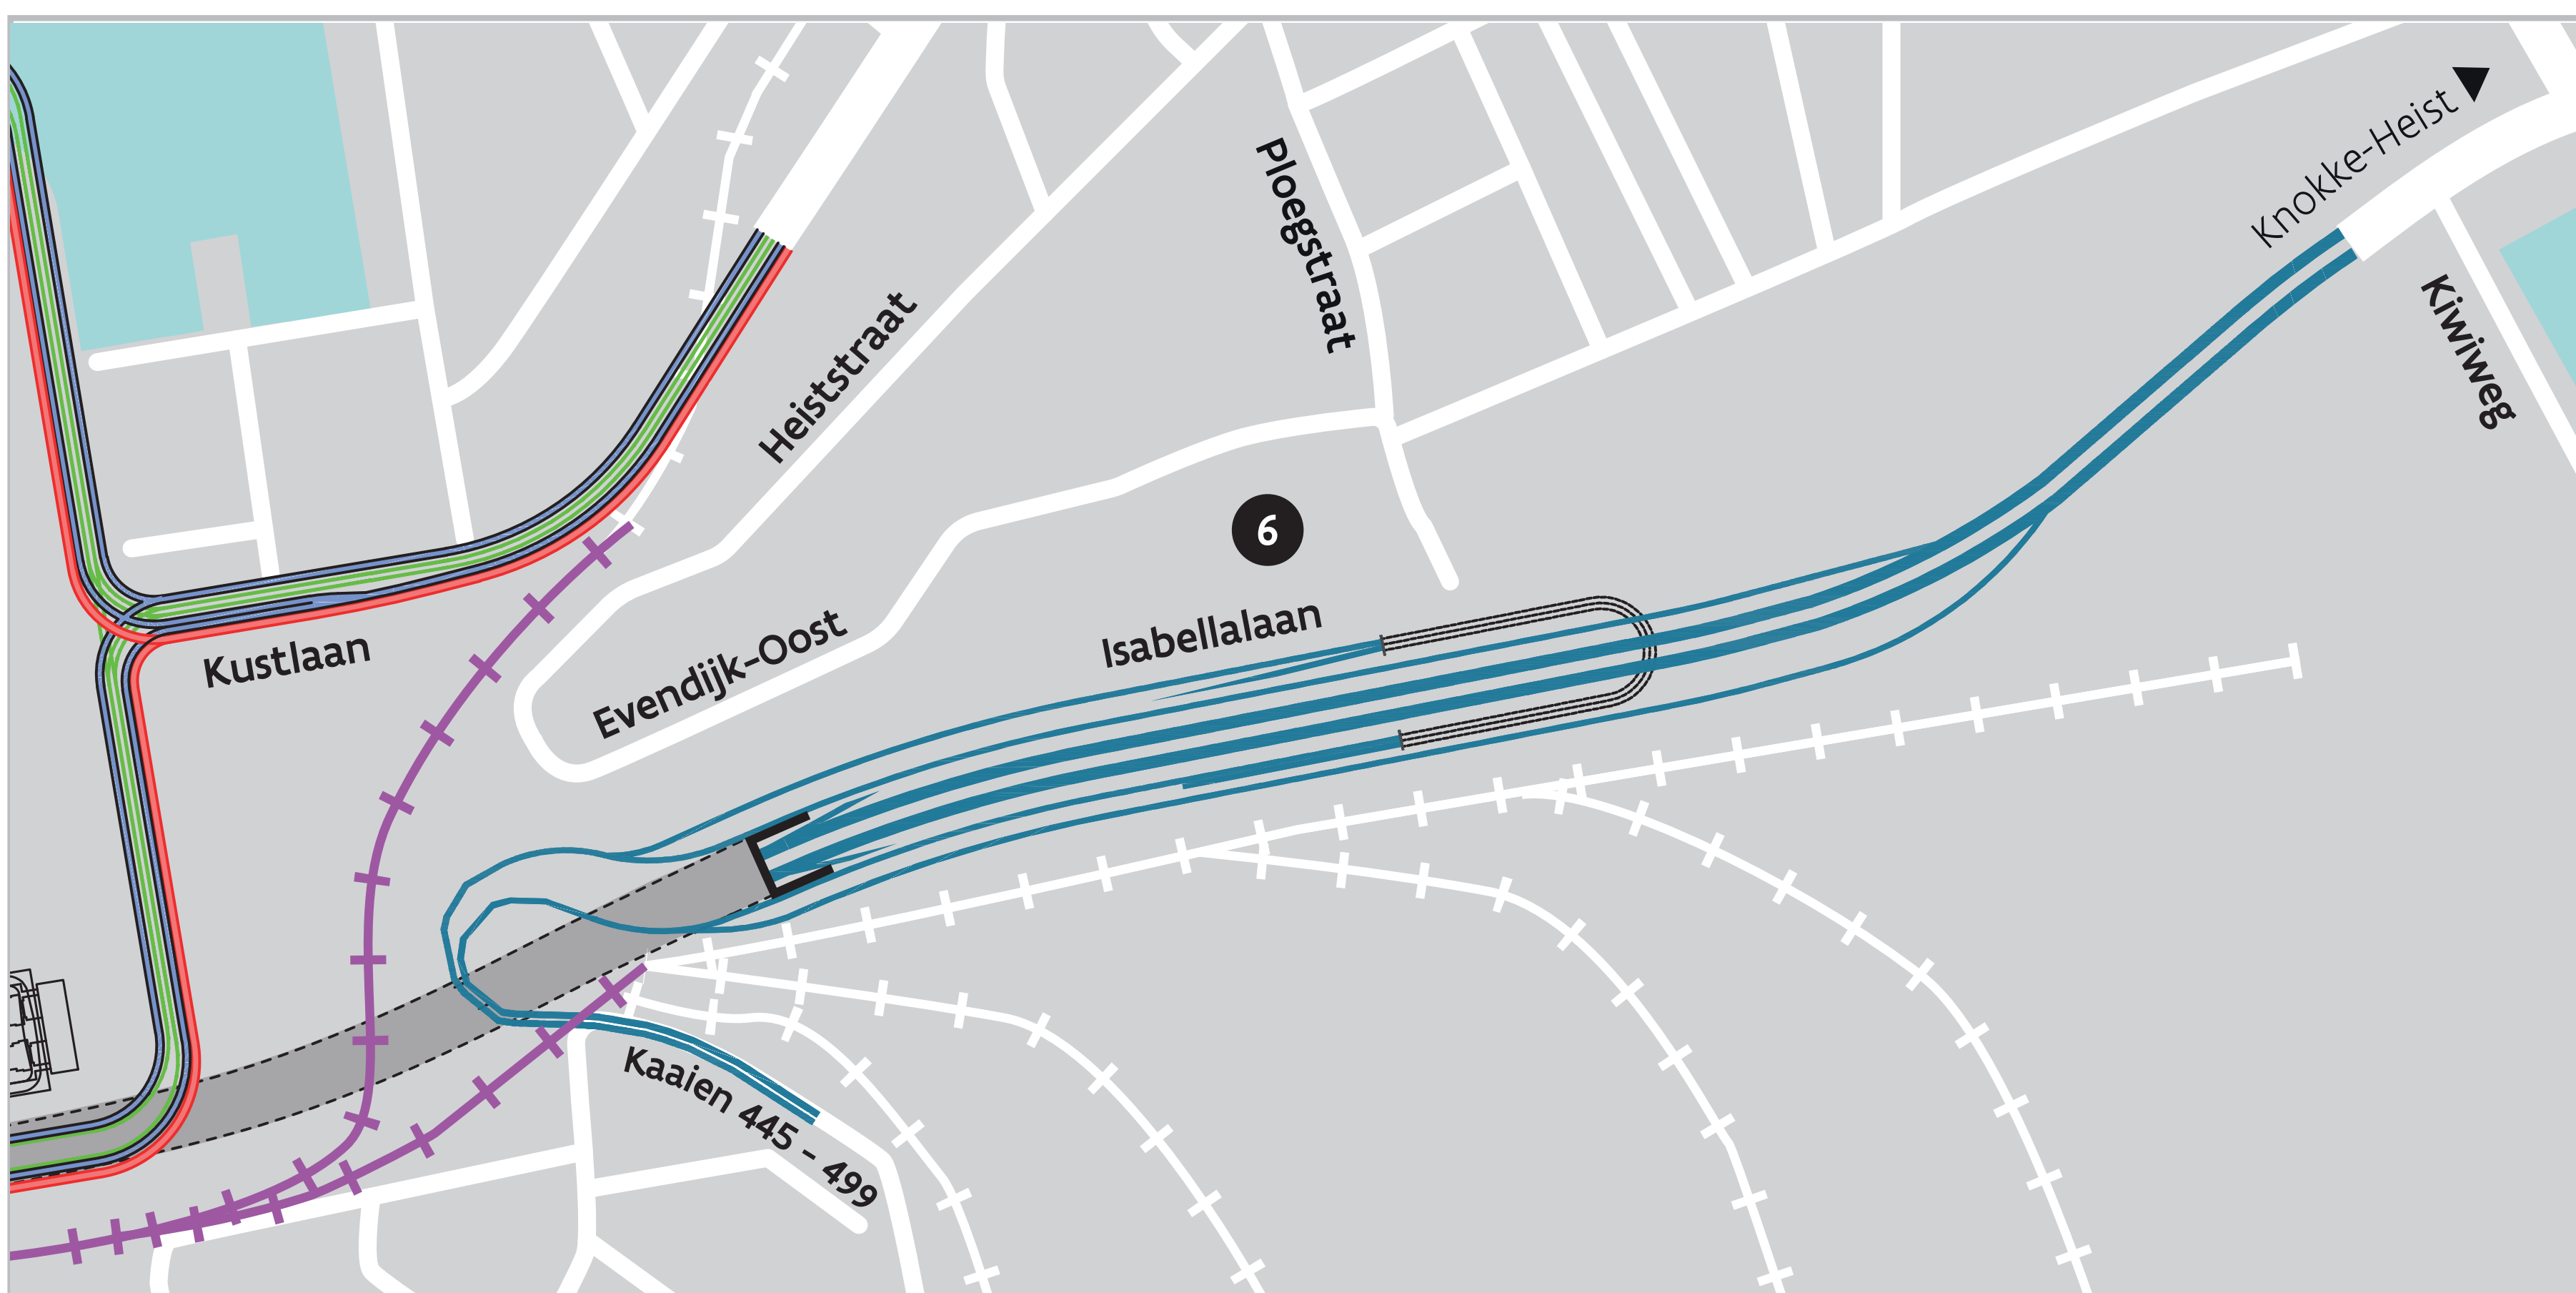 Knokke-Heist
Ploegstraat
Kiwiweg
Heiststraat
6
Isabellalaan
Evendijk-Oost
Kustlaan
Kaaien 445 - 499